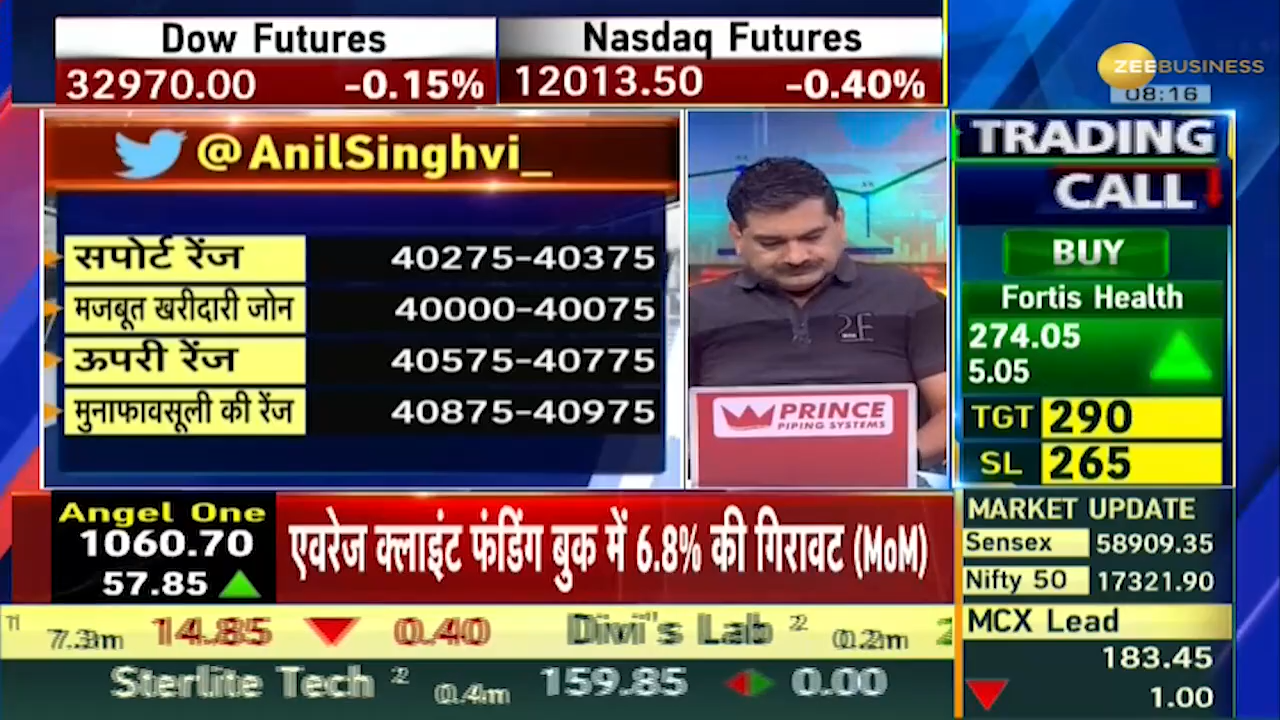 Dow Futures
32970.00 -0.15%
Nasdaq Futures
12013.50 -0.40%
ZEEBUSINESS
08:16
@AnilSinghvi_
सपोर्ट रेंज 40275-40375
मजबूत खरीदारी जोन 40000-40075
ऊपरी रेंज 40575-40775
मुनाफावसूली की रेंज 40875-40975
2F
PRINCE
PIPING SYSTEMS
TRADING
CALL
BUY
Fortis Health
274.05
5.05
TGT 290
SL 265
Angel One
1060.70
57.85
एवरेज क्लाइंट फंडिंग बुक में 6.8% की गिरावट (MoM)
MARKET UPDATE
Sensex 58909.35
Nifty 50 17321.90
MCX Lead
183.45
1.00
14.85 0.40 Divi's Lab 0.2m
Sterlite Tech 0.4m 159.85 0.00